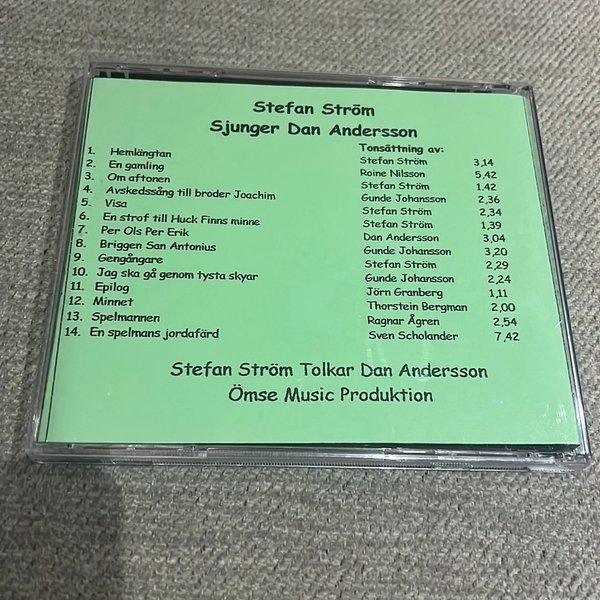 Stefan Ström
Sjunger Dan Andersson
Tonsättning av:
1. Hemlängtan Stefan Ström 3,14
2. En gamling Roine Nilsson 5,42
3. Om aftonen Stefan Ström 1.42
4. Avskedssång till broder Joachim Gunde Johansson 2,36
5. Visa Stefan Ström 2,34
6. En strof till Huck Finns minne Stefan Ström 1,39
7. Per Ols Per Erik Dan Andersson 3,04
8. Briggen San Antonius Gunde Johansson 3,20
9. Gengångare Stefan Ström 2,29
10. Jag ska gå genom tysta skyar Gunde Johansson 2,24
11. Epilog Jörn Granberg 1,11
12. Minnet Thorstein Bergman 2,00
13. Spelmannen Ragnar Ågren 2,54
14. En spelmans jordafärd Sven Scholander 7,42
Stefan Ström Tolkar Dan Andersson
Ömse Music Produktion